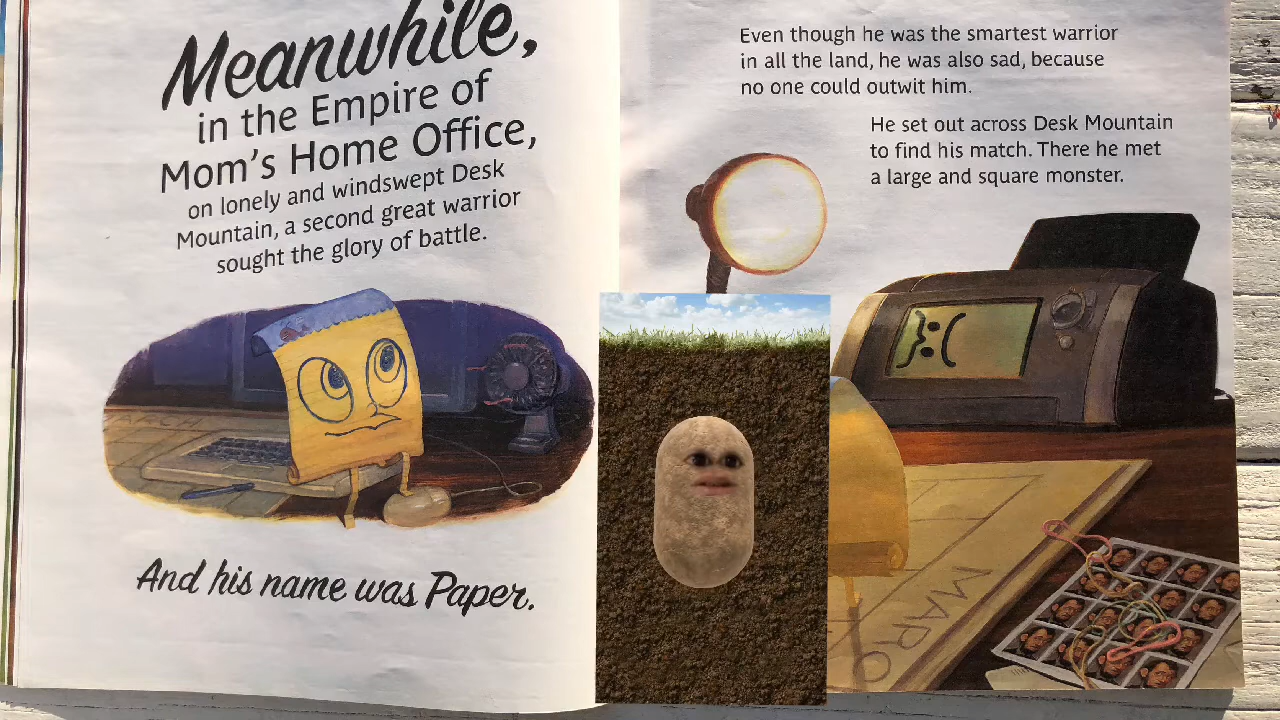 Meanwhile,
in the Empire of
Mom's Home Office,
on lonely and windswept Desk
Mountain, a second great warrior
sought the glory of battle.
And his name was Paper.
Even though he was the smartest warrior
in all the land, he was also sad, because
no one could outwit him.
He set out across Desk Mountain
to find his match. There he met
a large and square monster.
}:(
MARCH